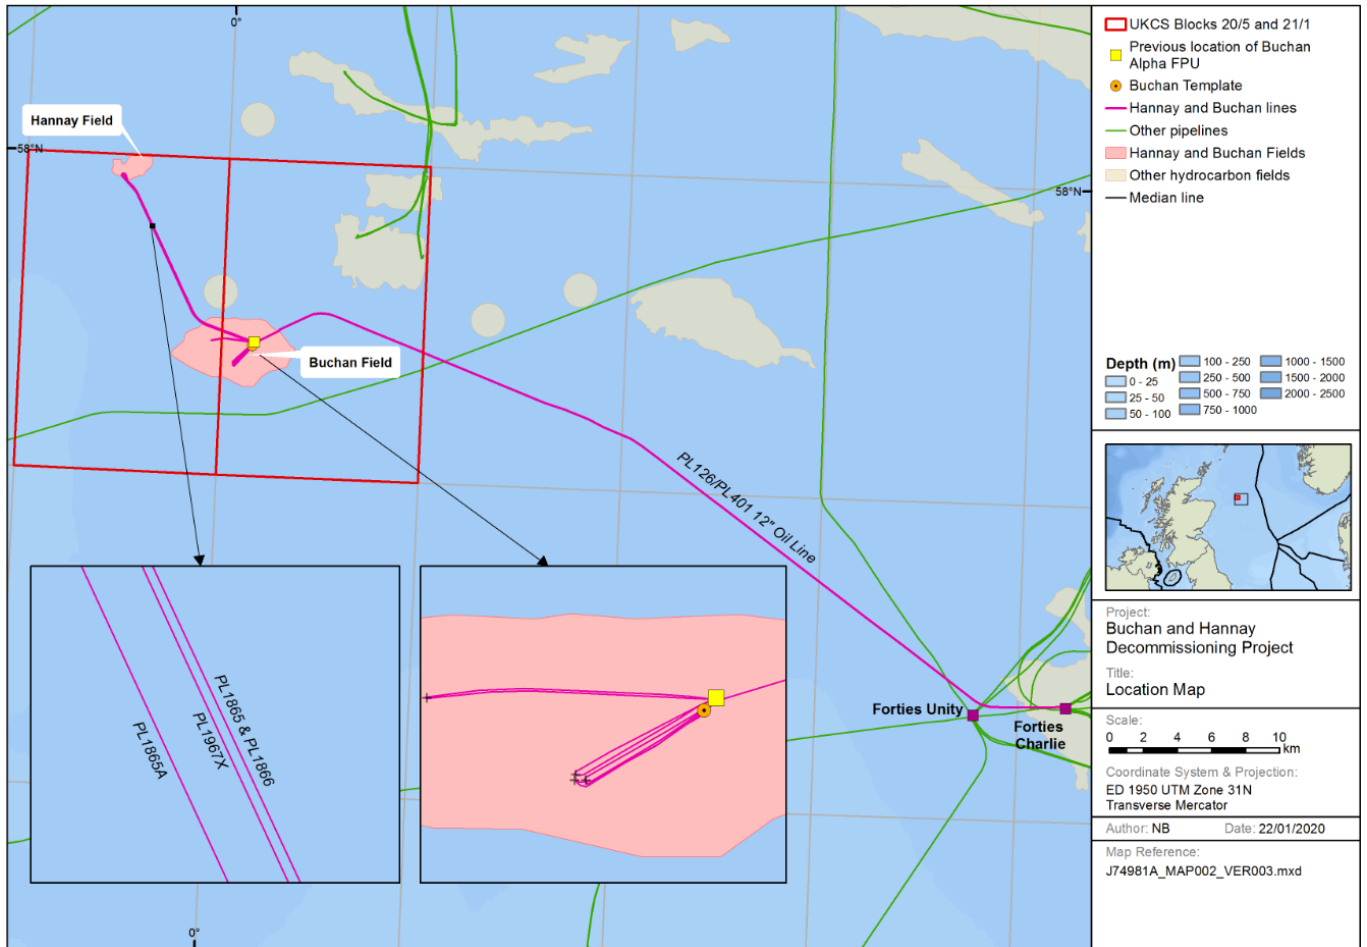 0°
Hannay Field
58°N
58°N
Buchan Field
PL126/PL401 12" Oil Line
Forties Unity
Forties
Charlie
PL1865A
PL1967X
PL1865 & PL1866
0°
UKCS Blocks 20/5 and 21/1
Previous location of Buchan
Alpha FPU
Buchan Template
Hannay and Buchan lines
Other pipelines
Hannay and Buchan Fields
Other hydrocarbon fields
Median line
Depth (m)
0 - 25
25 - 50
50 - 100
100 - 250
250 - 500
500 - 750
750 - 1000
1000 - 1500
1500 - 2000
2000 - 2500
Project:
Buchan and Hannay
Decommissioning Project
Title:
Location Map
Scale:
0 2 4 6 8 10
km
Coordinate System & Projection:
ED 1950 UTM Zone 31N
Transverse Mercator
Author: NB Date: 22/01/2020
Map Reference:
J74981A_MAP002_VER003.mxd